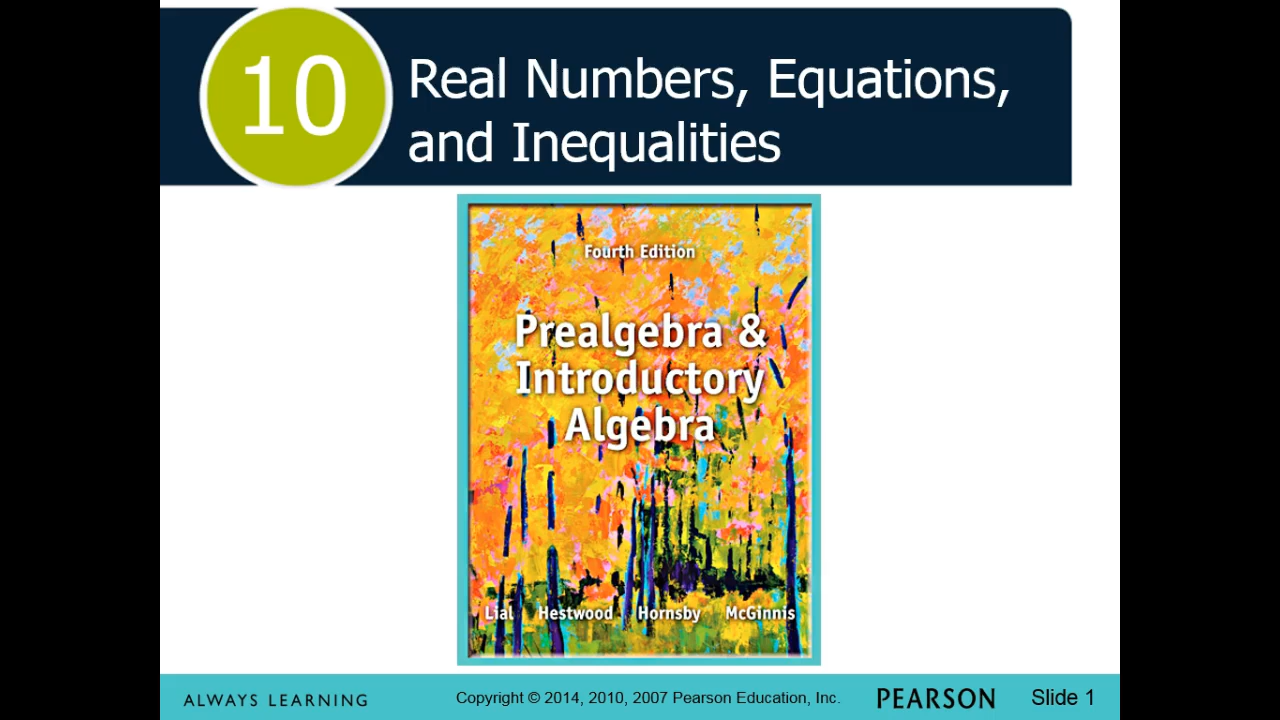 10
Real Numbers, Equations,
and Inequalities
Fourth Edition
Prealgebra &
Introductory
Algebra
Lial Hestwood Hornsby McGinnis
ALWAYS LEARNING Copyright © 2014, 2010, 2007 Pearson Education, Inc. PEARSON Slide 1